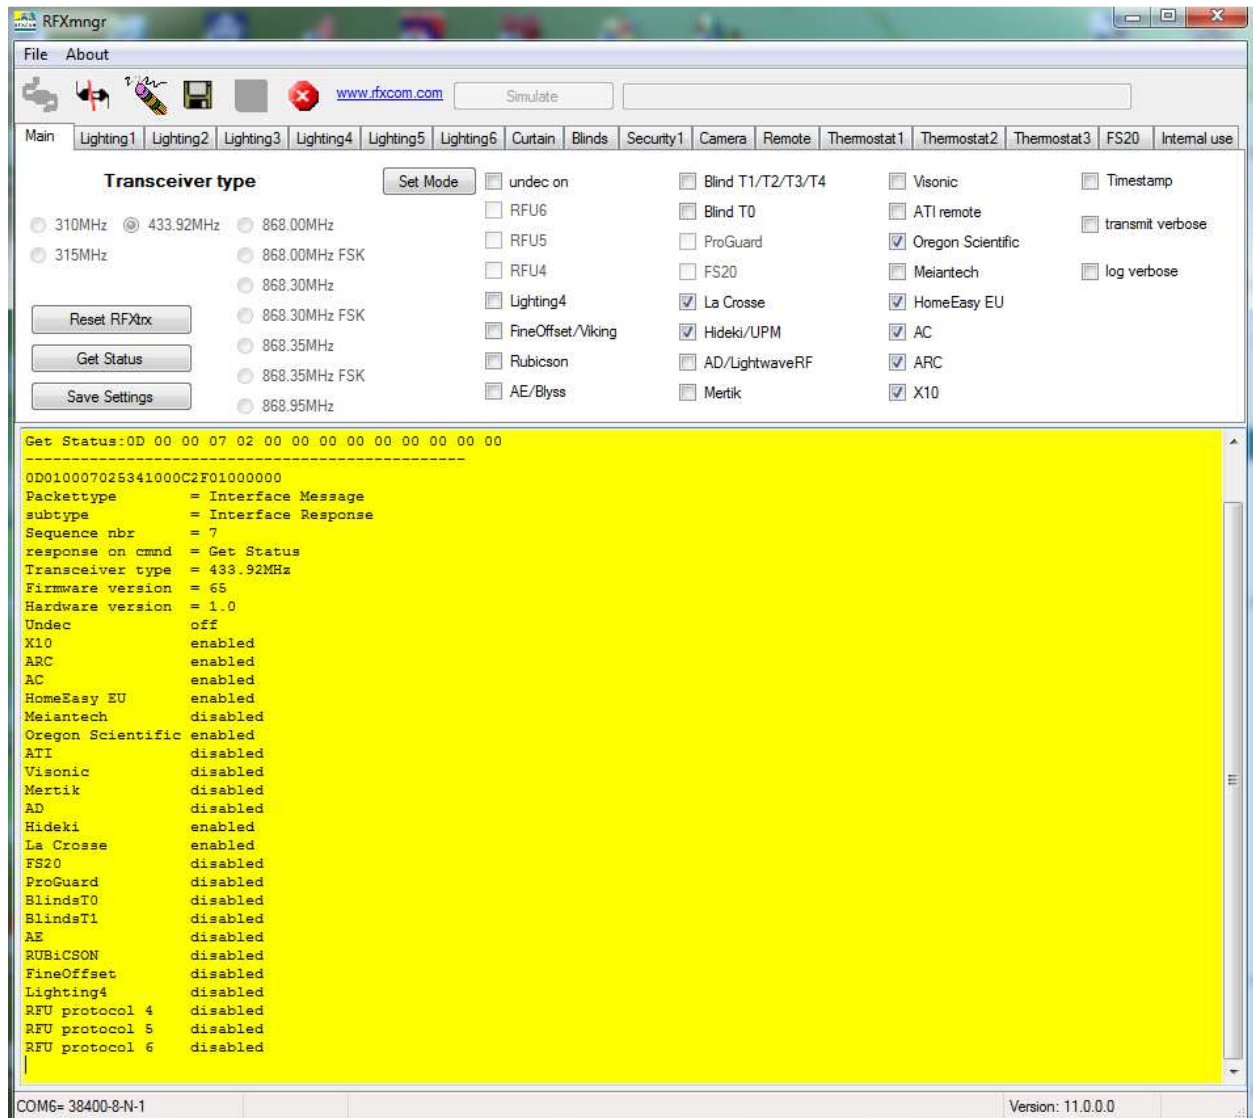 RFXmngr
File About
www.rfxcom.com Simulate
Main Lighting1 Lighting2 Lighting3 Lighting4 Lighting5 Lighting6 Curtain Blinds Security1 Camera Remote Thermostat1 Thermostat2 Thermostat3 FS20 Internal use
Transceiver type Set Mode undec on Blind T1/T2/T3/T4 Visonic Timestamp
310MHz 433.92MHz 868.00MHz RFU6 Blind T0 ATI remote transmit verbose
315MHz 868.00MHz FSK RFU5 ProGuard Oregon Scientific
868.30MHz RFU4 FS20 Meiantech log verbose
Reset RFXtrx 868.30MHz FSK Lighting4 La Crosse HomeEasy EU
Get Status 868.35MHz FineOffset/Viking Hideki/UPM AC
868.35MHz FSK Rubicson AD/LightwaveRF ARC
Save Settings 868.95MHz AE/Blyss Mertik X10
Get Status:0D 00 00 07 02 00 00 00 00 00 00 00 00 00
------------------------------------------------
0D010007025341000C2F01000000
Packettype = Interface Message
subtype = Interface Response
Sequence nbr = 7
response on cmnd = Get Status
Transceiver type = 433.92MHz
Firmware version = 65
Hardware version = 1.0
Undec off
X10 enabled
ARC enabled
AC enabled
HomeEasy EU enabled
Meiantech disabled
Oregon Scientific enabled
ATI disabled
Visonic disabled
Mertik disabled
AD disabled
Hideki enabled
La Crosse enabled
FS20 disabled
ProGuard disabled
BlindsT0 disabled
BlindsT1 disabled
AE disabled
RUBiCSON disabled
FineOffset disabled
Lighting4 disabled
RFU protocol 4 disabled
RFU protocol 5 disabled
RFU protocol 6 disabled
COM6= 38400-8-N-1 Version: 11.0.0.0